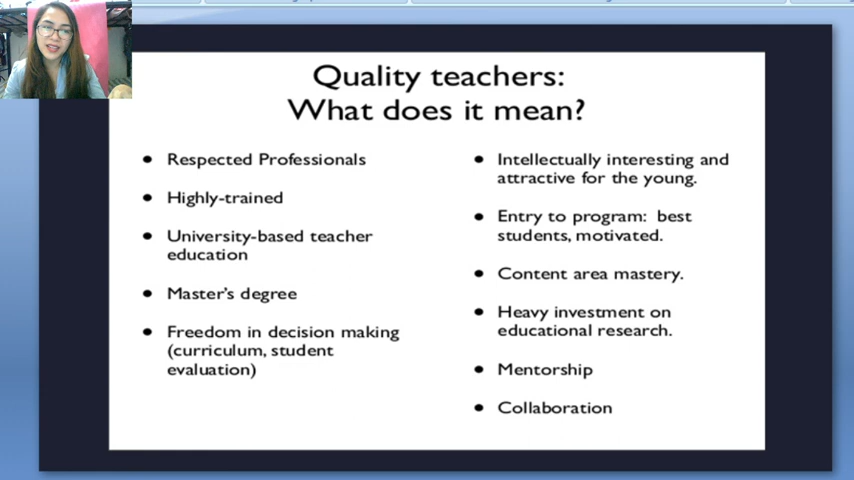 Quality teachers:
What does it mean?
● Respected Professionals
● Highly-trained
● University-based teacher
education
● Master's degree
● Freedom in decision making
(curriculum, student
evaluation)
● Intellectually interesting and
attractive for the young.
● Entry to program: best
students, motivated.
● Content area mastery.
● Heavy investment on
educational research.
● Mentorship
● Collaboration